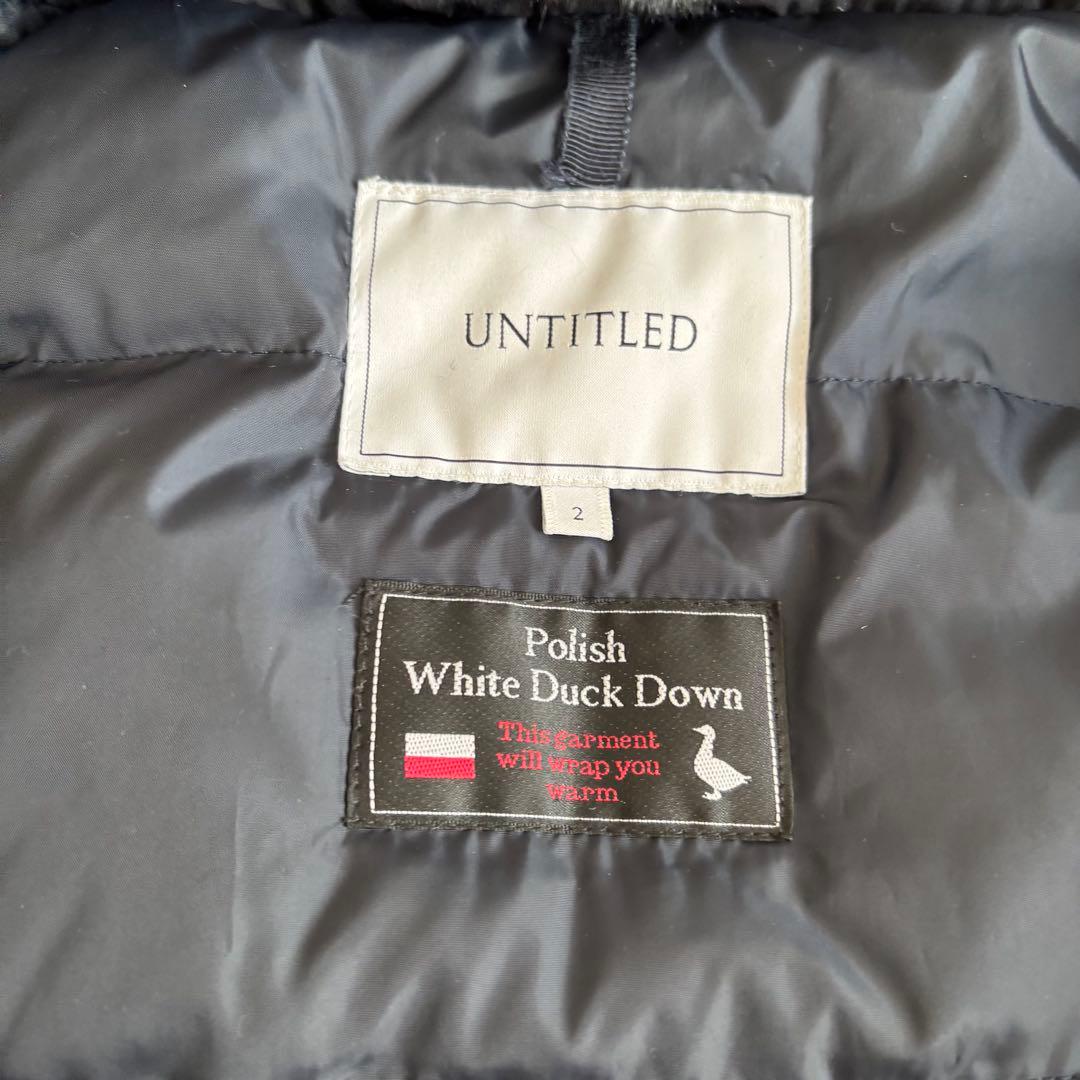 UNTITLED
2
Polish
White Duck Down
This garment
will wrap you
warm